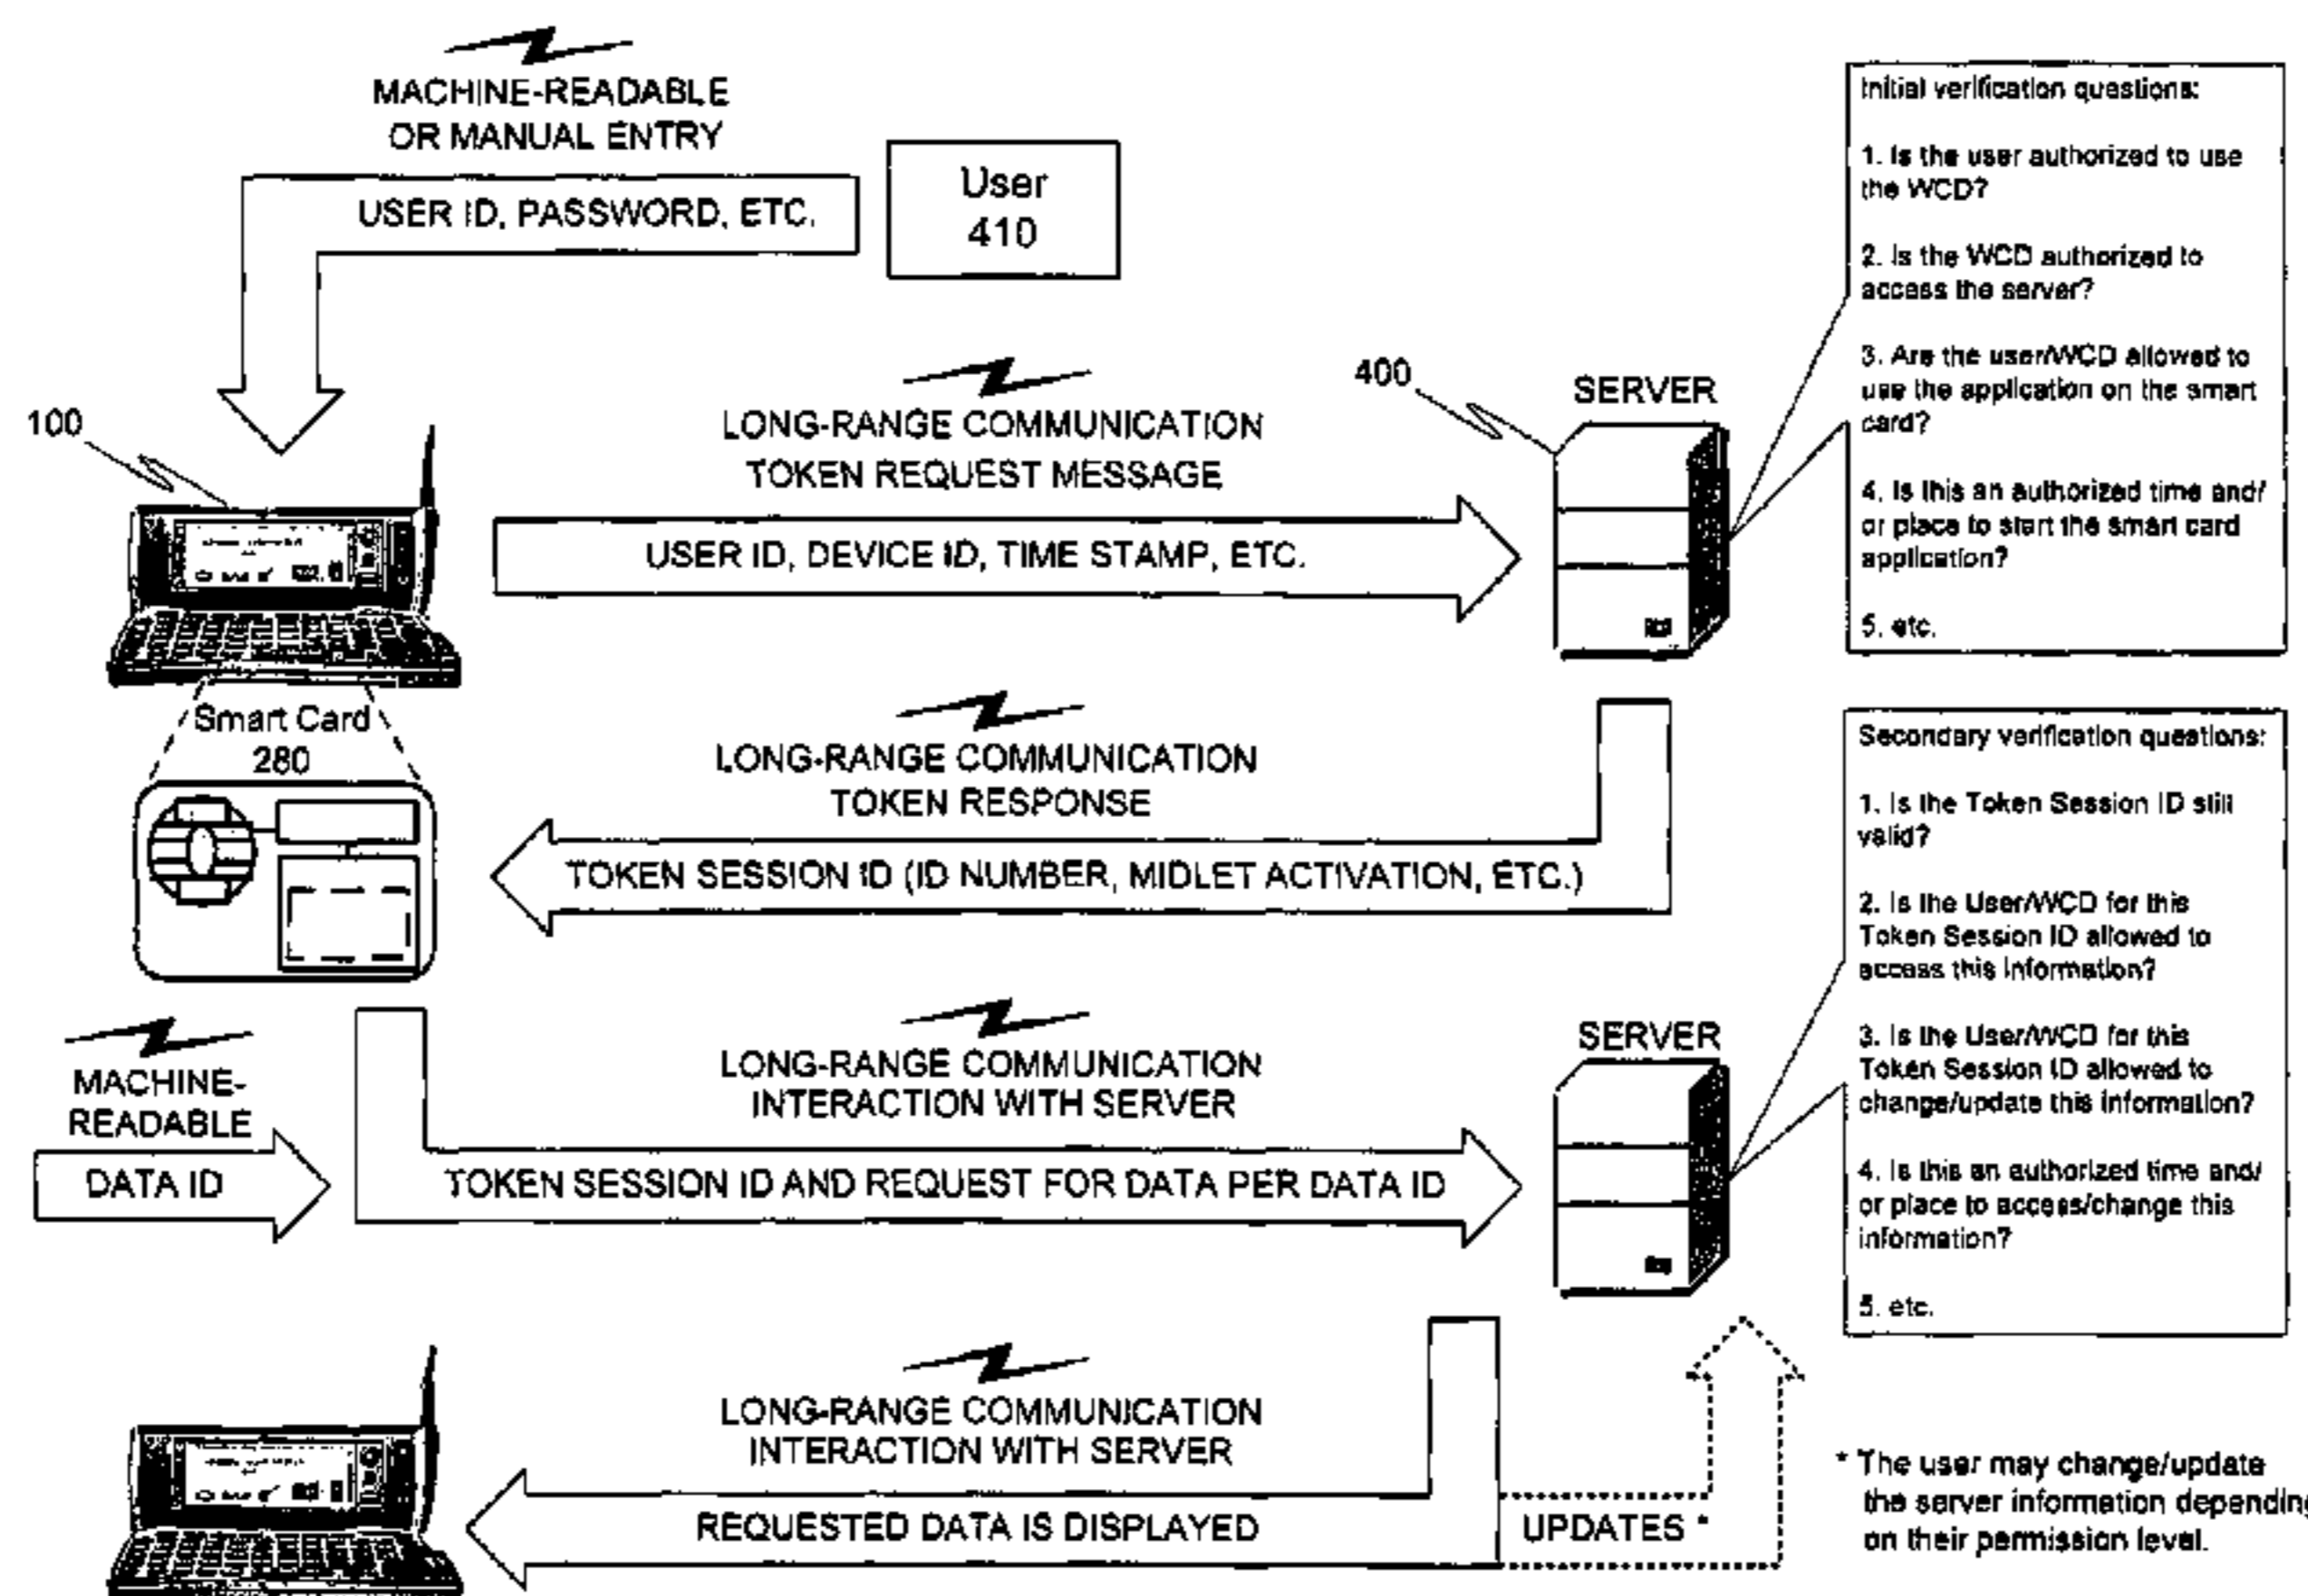 MACHINE-READABLE
OR MANUAL ENTRY
USER ID, PASSWORD, ETC.
User
410
Initial verification questions:
1. Is the user authorized to use
the WCD?
2. Is the WCD authorized to
access the server?
3. Are the user/WCD allowed to
use the application on the smart
card?
4. Is this an authorized time and/
or place to start the smart card
application?
5. etc.
100
LONG-RANGE COMMUNICATION
TOKEN REQUEST MESSAGE
USER ID, DEVICE ID, TIME STAMP, ETC.
400
SERVER
Smart Card
280
LONG-RANGE COMMUNICATION
TOKEN RESPONSE
TOKEN SESSION ID (ID NUMBER, MIDLET ACTIVATION, ETC.)
Secondary verification questions:
1. Is the Token Session ID still
valid?
2. Is the User/WCD for this
Token Session ID allowed to
access this information?
3. Is the User/WCD for this
Token Session ID allowed to
change/update this information?
4. Is this an authorized time and/
or place to access/change this
information?
5. etc.
MACHINE-
READABLE
DATA ID
LONG-RANGE COMMUNICATION
INTERACTION WITH SERVER
TOKEN SESSION ID AND REQUEST FOR DATA PER DATA ID
SERVER
LONG-RANGE COMMUNICATION
INTERACTION WITH SERVER
REQUESTED DATA IS DISPLAYED
UPDATES *
* The user may change/update
the server information depending
on their permission level.